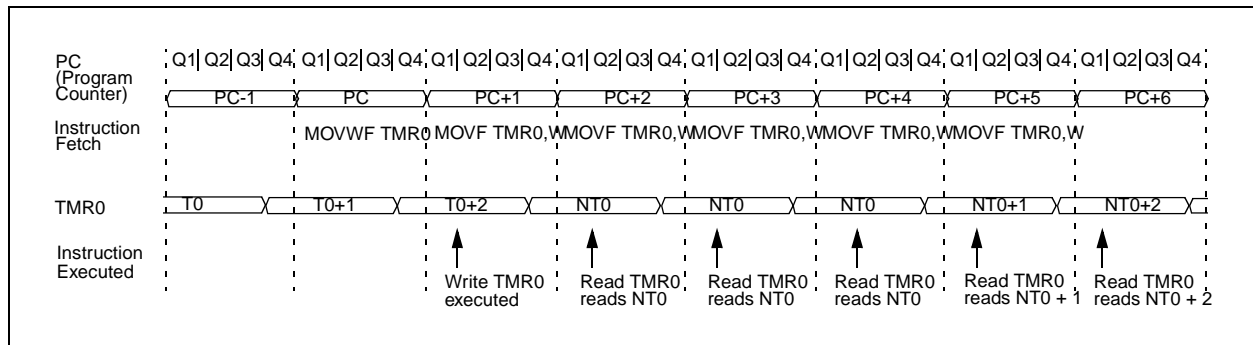 PC
(Program
Counter)
Q1 Q2 Q3 Q4 Q1 Q2 Q3 Q4 Q1 Q2 Q3 Q4 Q1 Q2 Q3 Q4 Q1 Q2 Q3 Q4 Q1 Q2 Q3 Q4 Q1 Q2 Q3 Q4 Q1 Q2 Q3 Q4
PC-1 PC PC+1 PC+2 PC+3 PC+4 PC+5 PC+6
Instruction
Fetch
MOVWF TMR0 MOVF TMR0,W MOVF TMR0,W MOVF TMR0,W MOVF TMR0,W MOVF TMR0,W
TMR0
T0 T0+1 T0+2 NT0 NT0 NT0 NT0+1 NT0+2
Instruction
Executed
Write TMR0
executed
Read TMR0
reads NT0
Read TMR0
reads NT0
Read TMR0
reads NT0
Read TMR0
reads NT0 + 1
Read TMR0
reads NT0 + 2